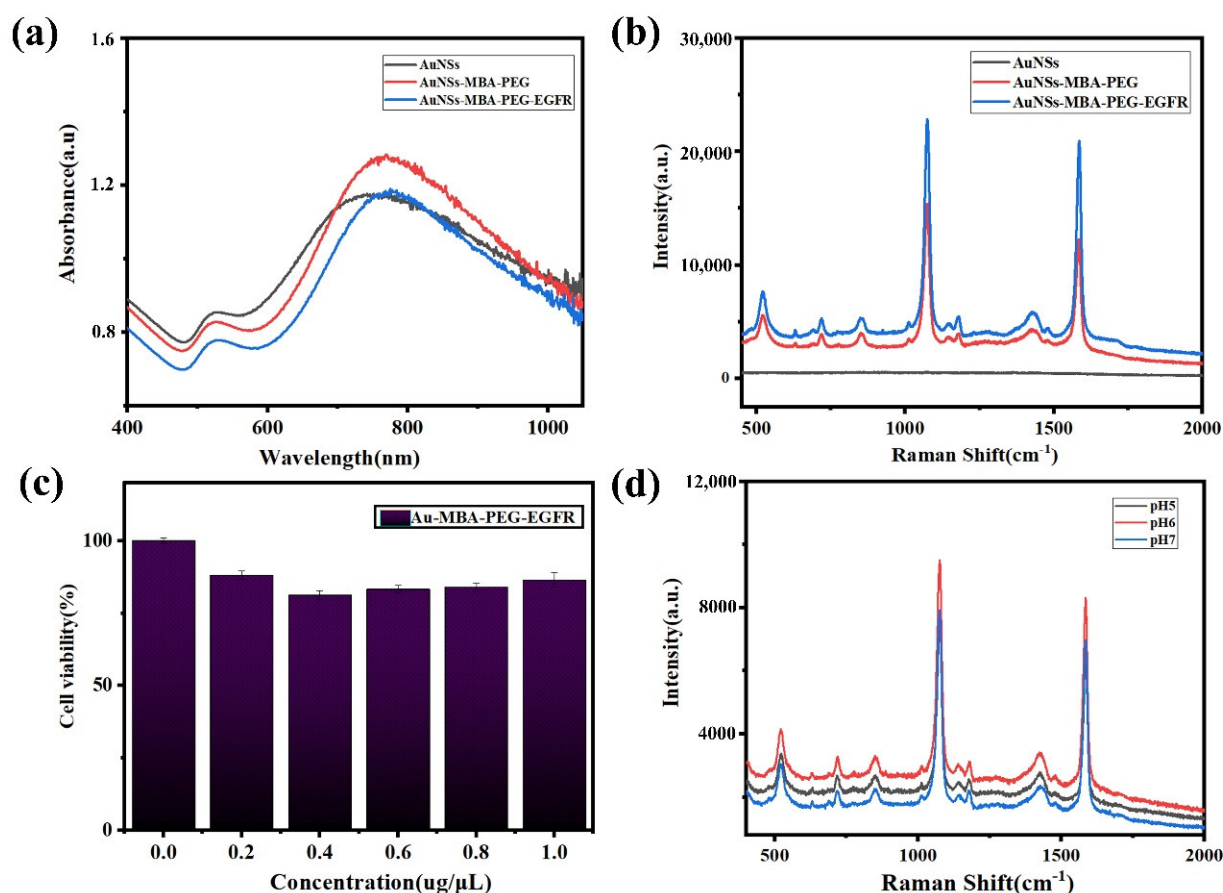 (a)
1.6
1.2
0.8
Absorbance(a.u)
AuNSs
AuNSs-MBA-PEG
AuNSs-MBA-PEG-EGFR
400
600
800
1000
Wavelength(nm)
(b)
30,000
20,000
10,000
0
Intensity(a.u.)
AuNSs
AuNSs-MBA-PEG
AuNSs-MBA-PEG-EGFR
500
1000
1500
2000
Raman Shift(cm⁻¹)
(c)
100
50
0
Cell viability(%)
Au-MBA-PEG-EGFR
0.0
0.2
0.4
0.6
0.8
1.0
Concentration(ug/μL)
(d)
12,000
8000
4000
Intensity(a.u.)
pH5
pH6
pH7
500
1000
1500
2000
Raman Shift(cm⁻¹)